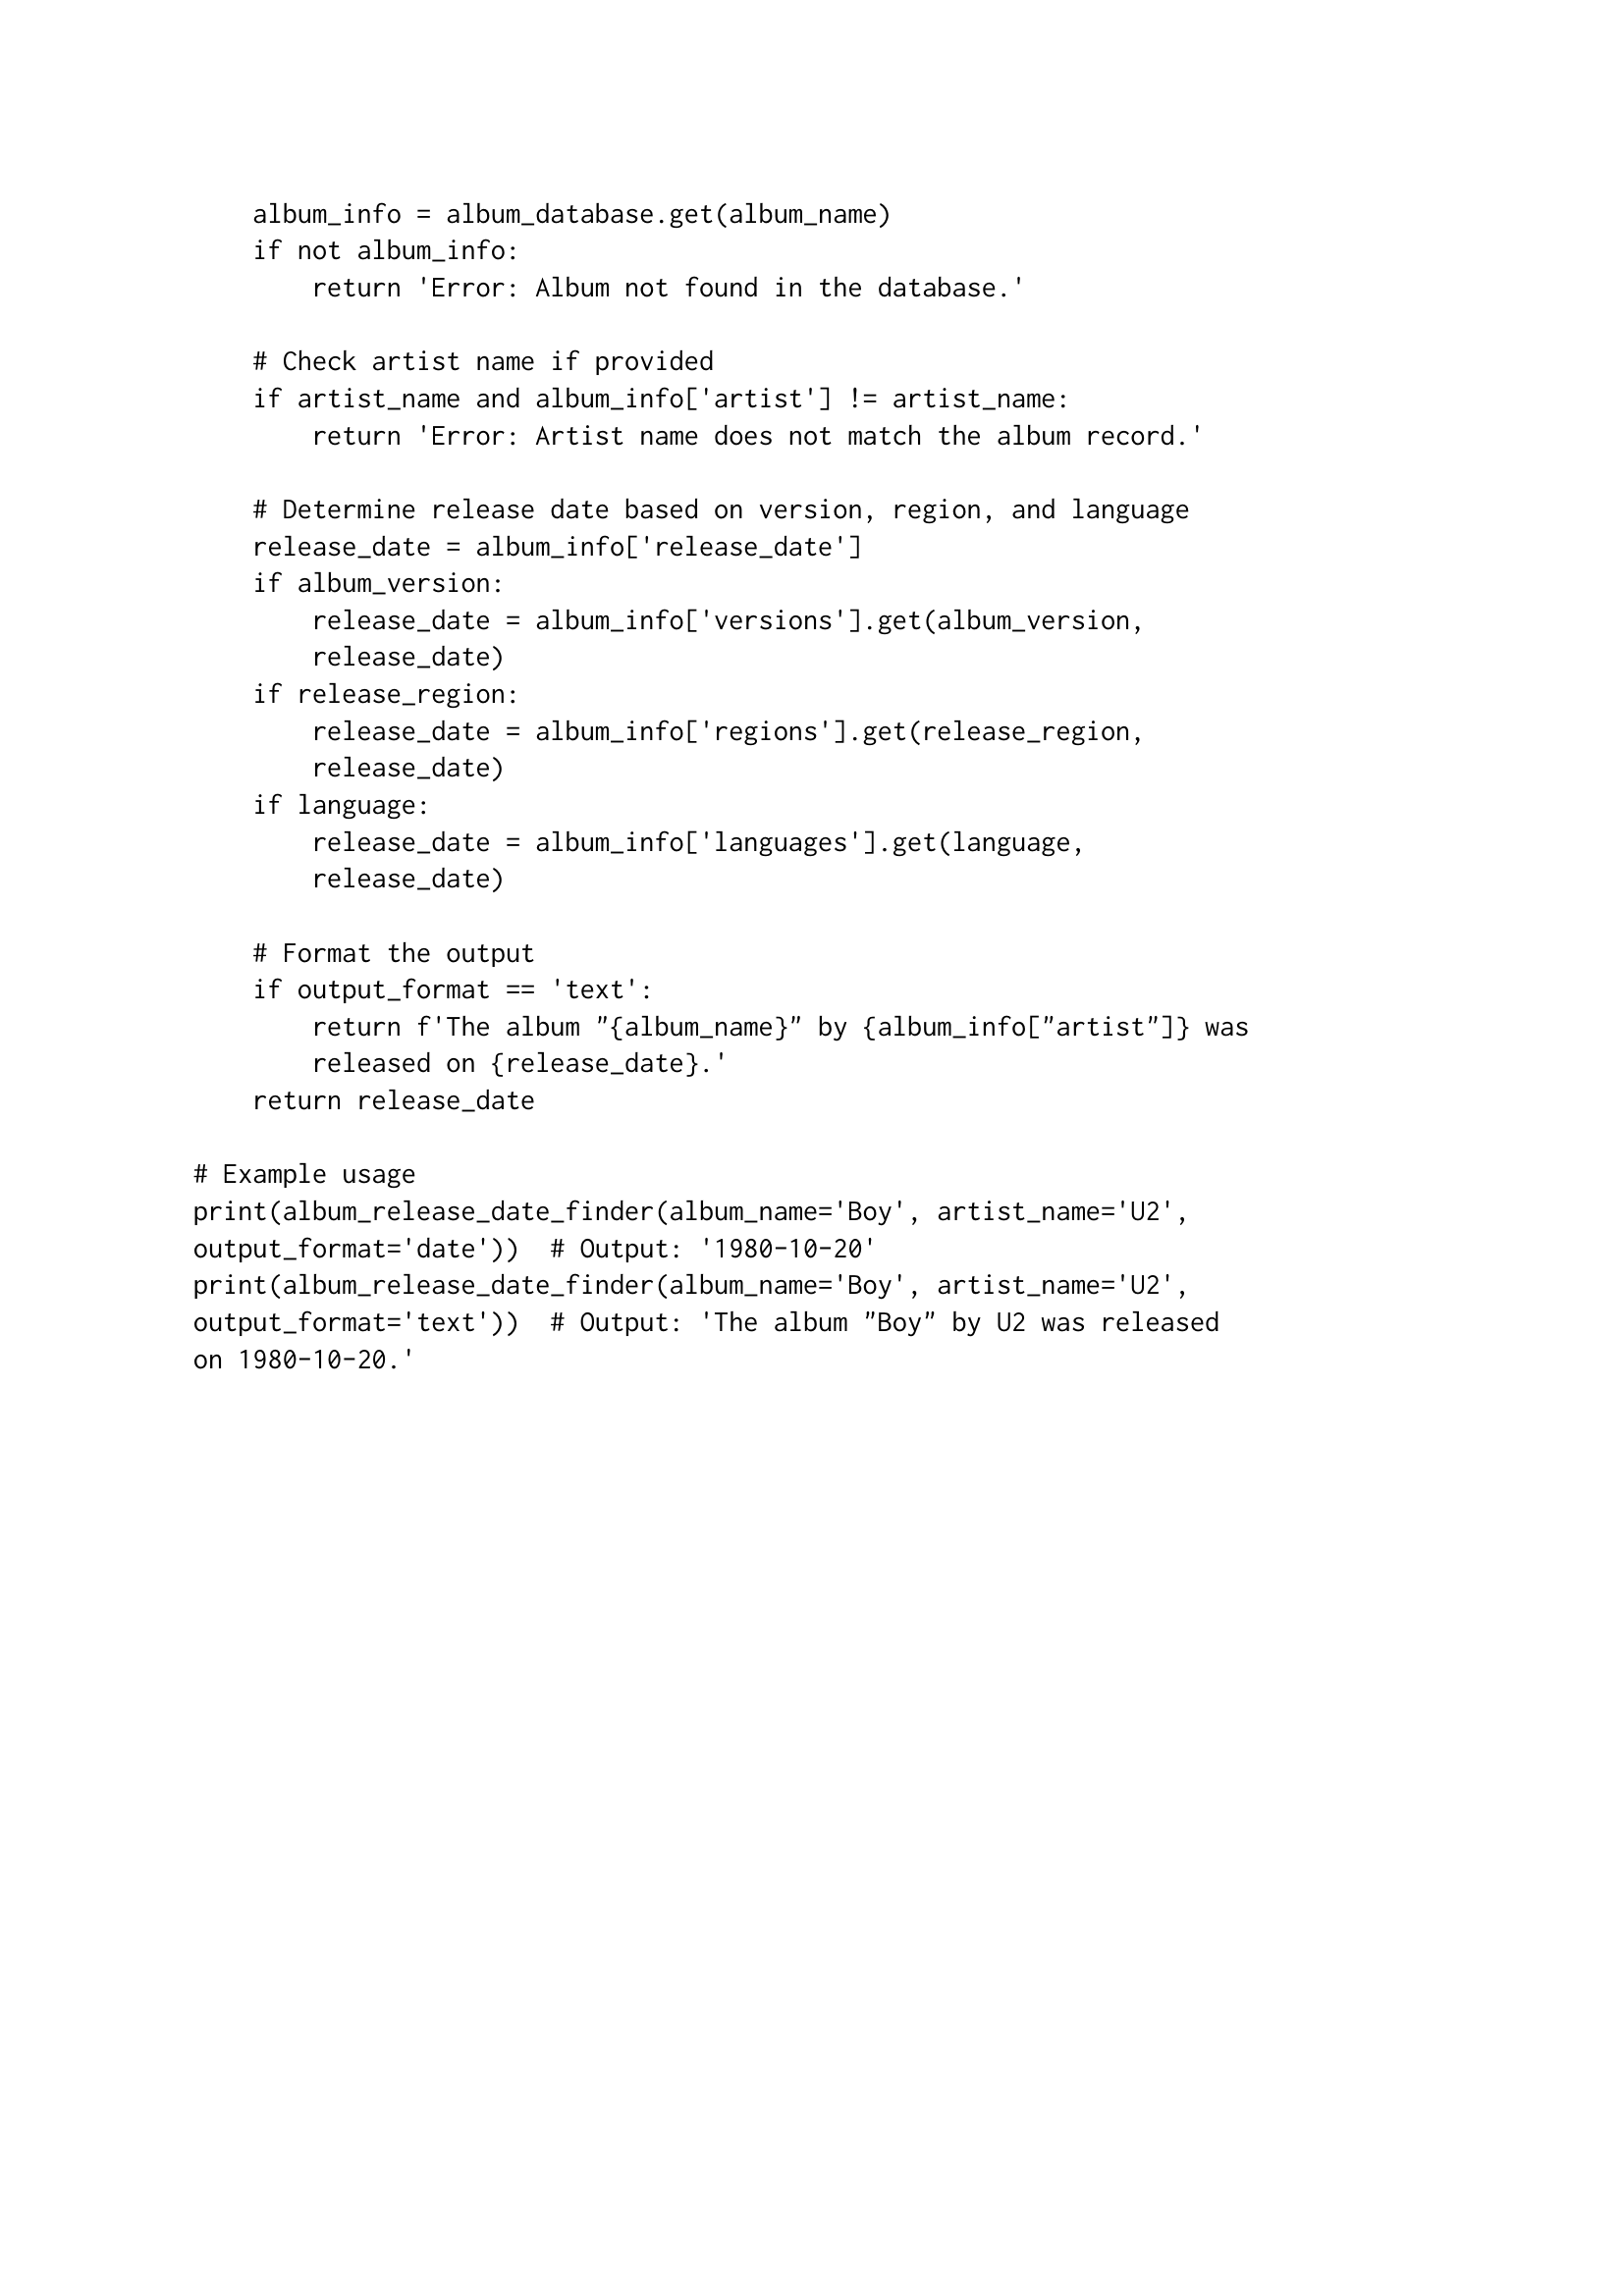 album_info = album_database.get(album_name)
if not album_info:
return 'Error: Album not found in the database.'
# Check artist name if provided
if artist_name and album_info['artist'] != artist_name:
return 'Error: Artist name does not match the album record.'
# Determine release date based on version, region, and language
release_date = album_info['release_date']
if album_version:
release_date = album_info['versions'].get(album_version,
release_date)
if release_region:
release_date = album_info['regions'].get(release_region,
release_date)
if language:
release_date = album_info['languages'].get(language,
release_date)
# Format the output
if output_format == 'text':
return f'The album "{album_name}" by {album_info["artist"]} was
released on {release_date}.'
return release_date
# Example usage
print(album_release_date_finder(album_name='Boy', artist_name='U2',
output_format='date'))  # Output: '1980-10-20'
print(album_release_date_finder(album_name='Boy', artist_name='U2',
output_format='text'))  # Output: 'The album "Boy" by U2 was released
on 1980-10-20.'